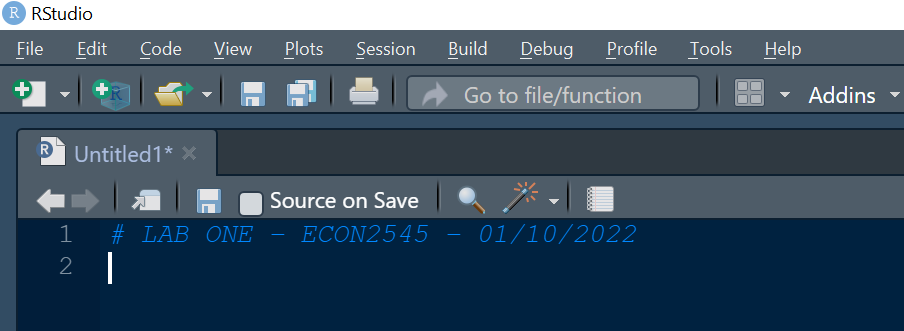 R RStudio
File Edit Code View Plots Session Build Debug Profile Tools Help
R Go to file/function Addins
R Untitled1*
Source on Save
1 # LAB ONE - ECON2545 - 01/10/2022
2